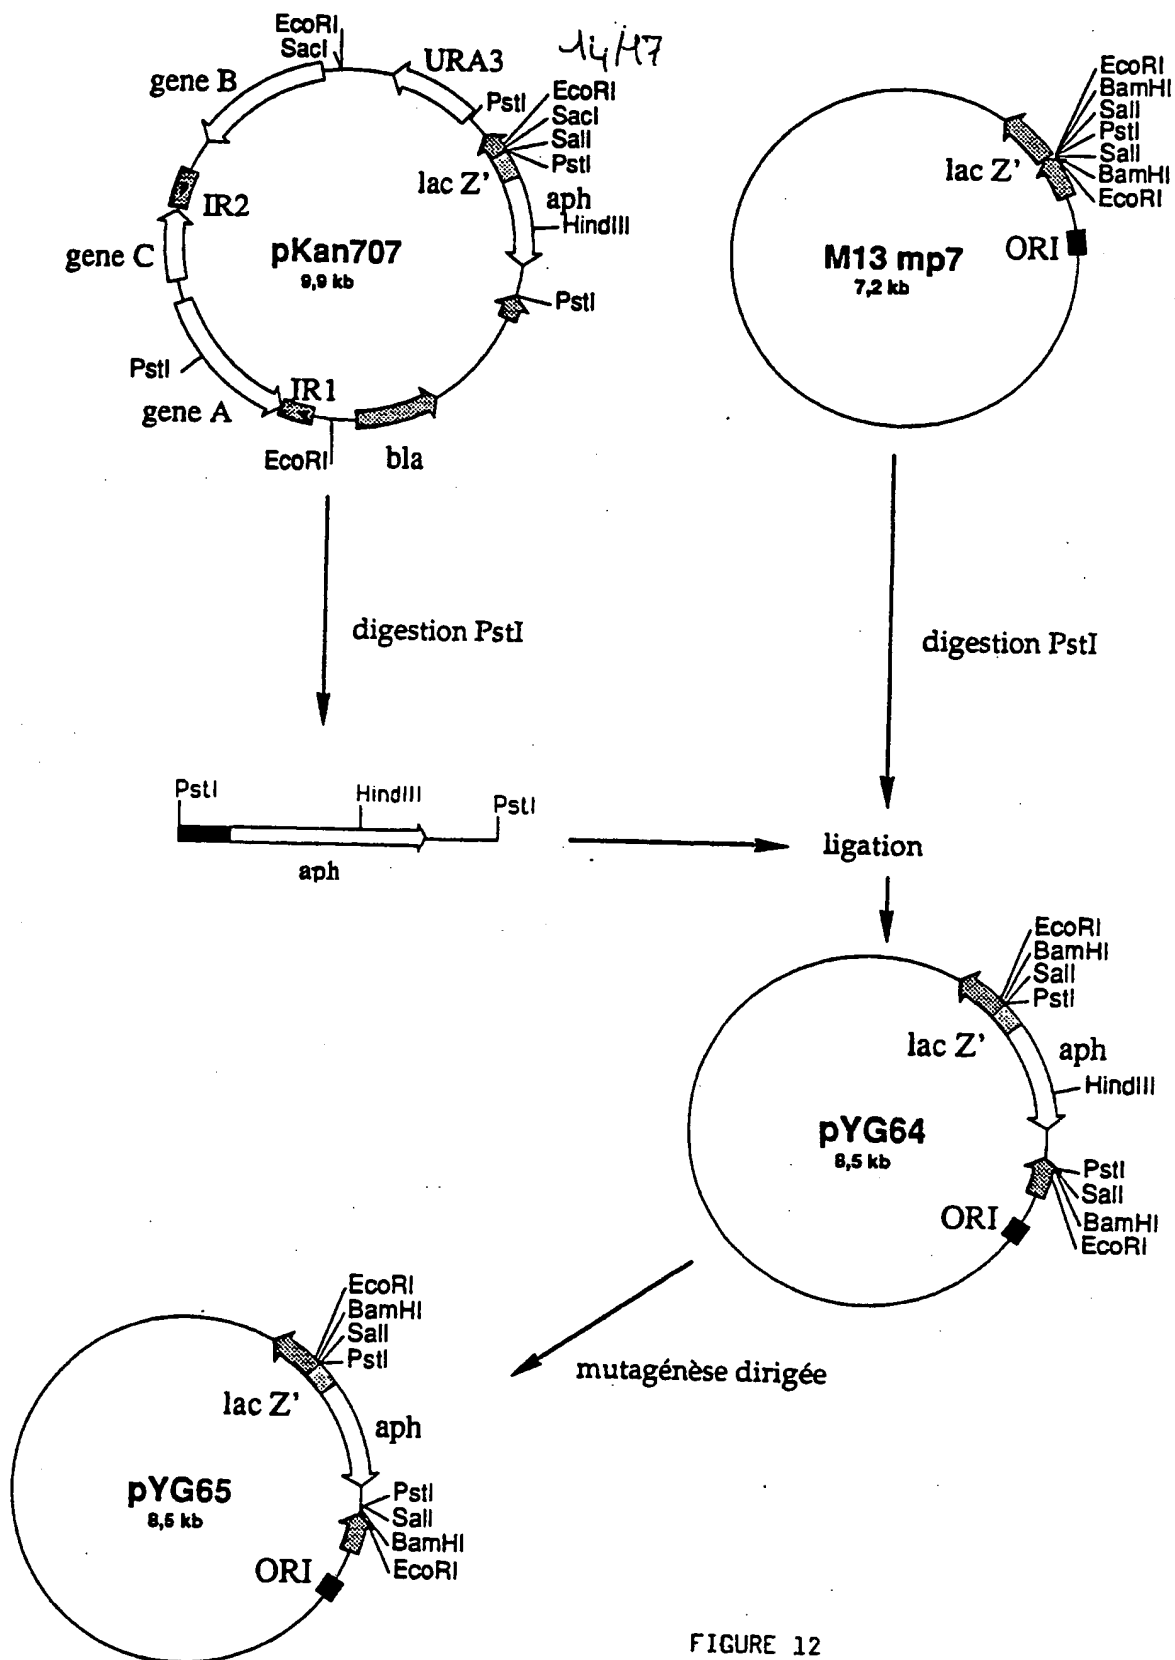 14/17
EcoRI
SacI
gene B
URA3
PstI
EcoRI
SacI
SalI
PstI
lac Z'
aph
HindIII
IR2
gene C
pKan707
9,9 kb
PstI
PstI
IR1
gene A
EcoRI
bla
EcoRI
BamHI
SalI
PstI
SalI
BamHI
EcoRI
lac Z'
ORI
M13 mp7
7,2 kb
digestion PstI
digestion PstI
PstI
HindIII
PstI
aph
ligation
EcoRI
BamHI
SalI
PstI
lac Z'
aph
HindIII
pYG64
8,5 kb
PstI
SalI
BamHI
EcoRI
ORI
mutagénèse dirigée
EcoRI
BamHI
SalI
PstI
lac Z'
aph
pYG65
8,5 kb
PstI
SalI
BamHI
EcoRI
ORI
FIGURE 12